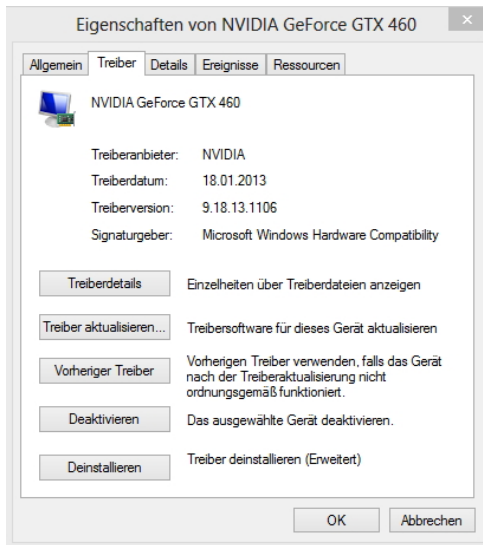 Eigenschaften von NVIDIA GeForce GTX 460
Allgemein Treiber Details Ereignisse Ressourcen
NVIDIA GeForce GTX 460
Treiberanbieter: NVIDIA
Treiberdatum: 18.01.2013
Treiberversion: 9.18.13.1106
Signaturgeber: Microsoft Windows Hardware Compatibility
Treiberdetails Einzelheiten über Treiberdateien anzeigen
Treiber aktualisieren... Treibersoftware für dieses Gerät aktualisieren
Vorheriger Treiber Vorherigen Treiber verwenden, falls das Gerät
nach der Treiberaktualisierung nicht
ordnungsgemäß funktioniert.
Deaktivieren Das ausgewählte Gerät deaktivieren.
Deinstallieren Treiber deinstallieren (Erweitert)
OK Abbrechen